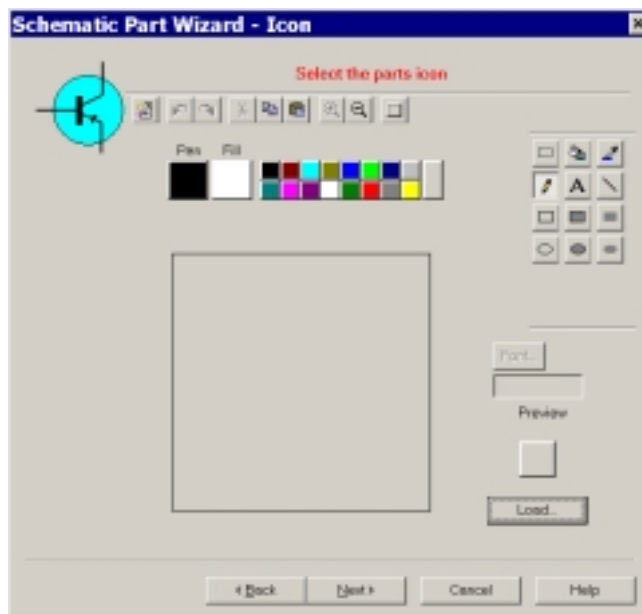 Schematic Part Wizard - Icon
Select the parts icon
Pen Fill
A
Font...
Preview
Load...
< Back Next > Cancel Help